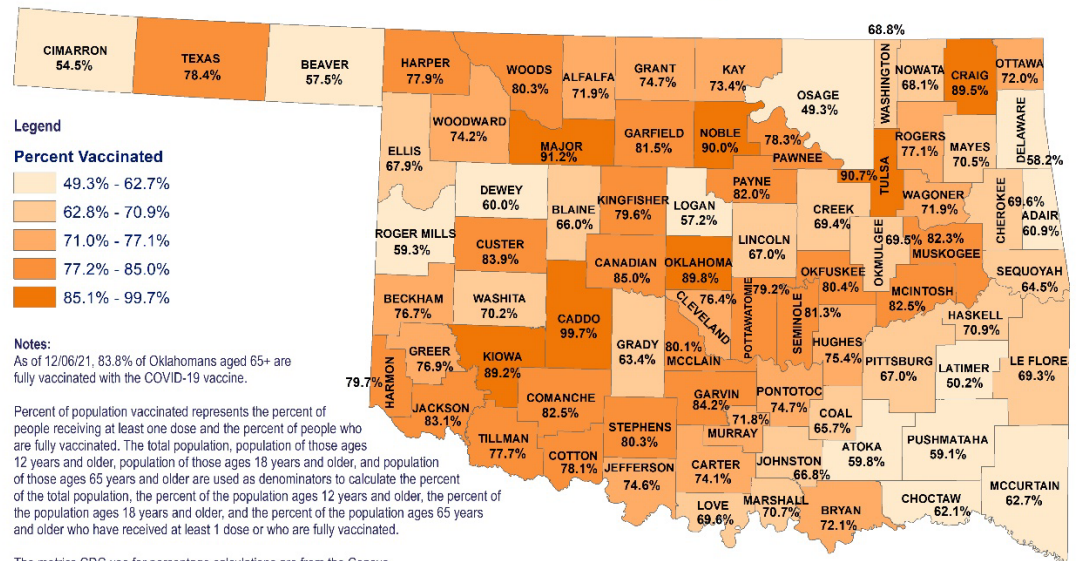 68.8%
CIMARRON
54.5%
TEXAS
78.4%
BEAVER
57.5%
HARPER
77.9%
WOODS
80.3%
ALFALFA
71.9%
GRANT
74.7%
KAY
73.4%
OSAGE
49.3%
WASHINGTON
NOWATA
68.1%
CRAIG
89.5%
OTTAWA
72.0%
Legend
Percent Vaccinated
49.3% - 62.7%
62.8% - 70.9%
71.0% - 77.1%
77.2% - 85.0%
85.1% - 99.7%
ELLIS
67.9%
WOODWARD
74.2%
MAJOR
91.2%
GARFIELD
81.5%
NOBLE
90.0%
78.3%
PAWNEE
90.7%
TULSA
ROGERS
77.1%
MAYES
70.5%
DELAWARE
58.2%
ROGER MILLS
59.3%
DEWEY
60.0%
BLAINE
66.0%
KINGFISHER
79.6%
LOGAN
57.2%
PAYNE
82.0%
CREEK
69.4%
WAGONER
71.9%
CHEROKEE
69.6%
ADAIR
60.9%
CUSTER
83.9%
CANADIAN
85.0%
OKLAHOMA
89.8%
LINCOLN
67.0%
OKMULGEE
69.5%
82.3%
MUSKOGEE
OKFUSKEE
80.4%
SEQUOYAH
64.5%
BECKHAM
76.7%
WASHITA
70.2%
CADDO
99.7%
GRADY
63.4%
76.4%
CLEVELAND
79.2%
POTTAWATOMIE
81.3%
SEMINOLE
MCINTOSH
82.5%
HASKELL
70.9%
HUGHES
75.4%
PITTSBURG
67.0%
LATIMER
50.2%
LE FLORE
69.3%
Notes:
As of 12/06/21, 83.8% of Oklahomans aged 65+ are
fully vaccinated with the COVID-19 vaccine.
GREER
76.9%
KIOWA
89.2%
80.1%
MCCLAIN
79.7%
HARMON
JACKSON
83.1%
COMANCHE
82.5%
GARVIN
84.2%
PONTOTOC
74.7%
COAL
65.7%
Percent of population vaccinated represents the percent of
people receiving at least one dose and the percent of people who
are fully vaccinated. The total population, population of those ages
12 years and older, population of those ages 18 years and older, and population
of those ages 65 years and older are used as denominators to calculate the percent
of the total population, the percent of the population ages 12 years and older, the percent of
the population ages 18 years and older, and the percent of the population ages 65 years
and older who have received at least 1 dose or who are fully vaccinated.
TILLMAN
77.7%
COTTON
78.1%
STEPHENS
80.3%
71.8%
MURRAY
JEFFERSON
74.6%
CARTER
74.1%
JOHNSTON
66.8%
ATOKA
59.8%
PUSHMATAHA
59.1%
LOVE
69.6%
MARSHALL
70.7%
BRYAN
72.1%
CHOCTAW
62.1%
MCCURTAIN
62.7%